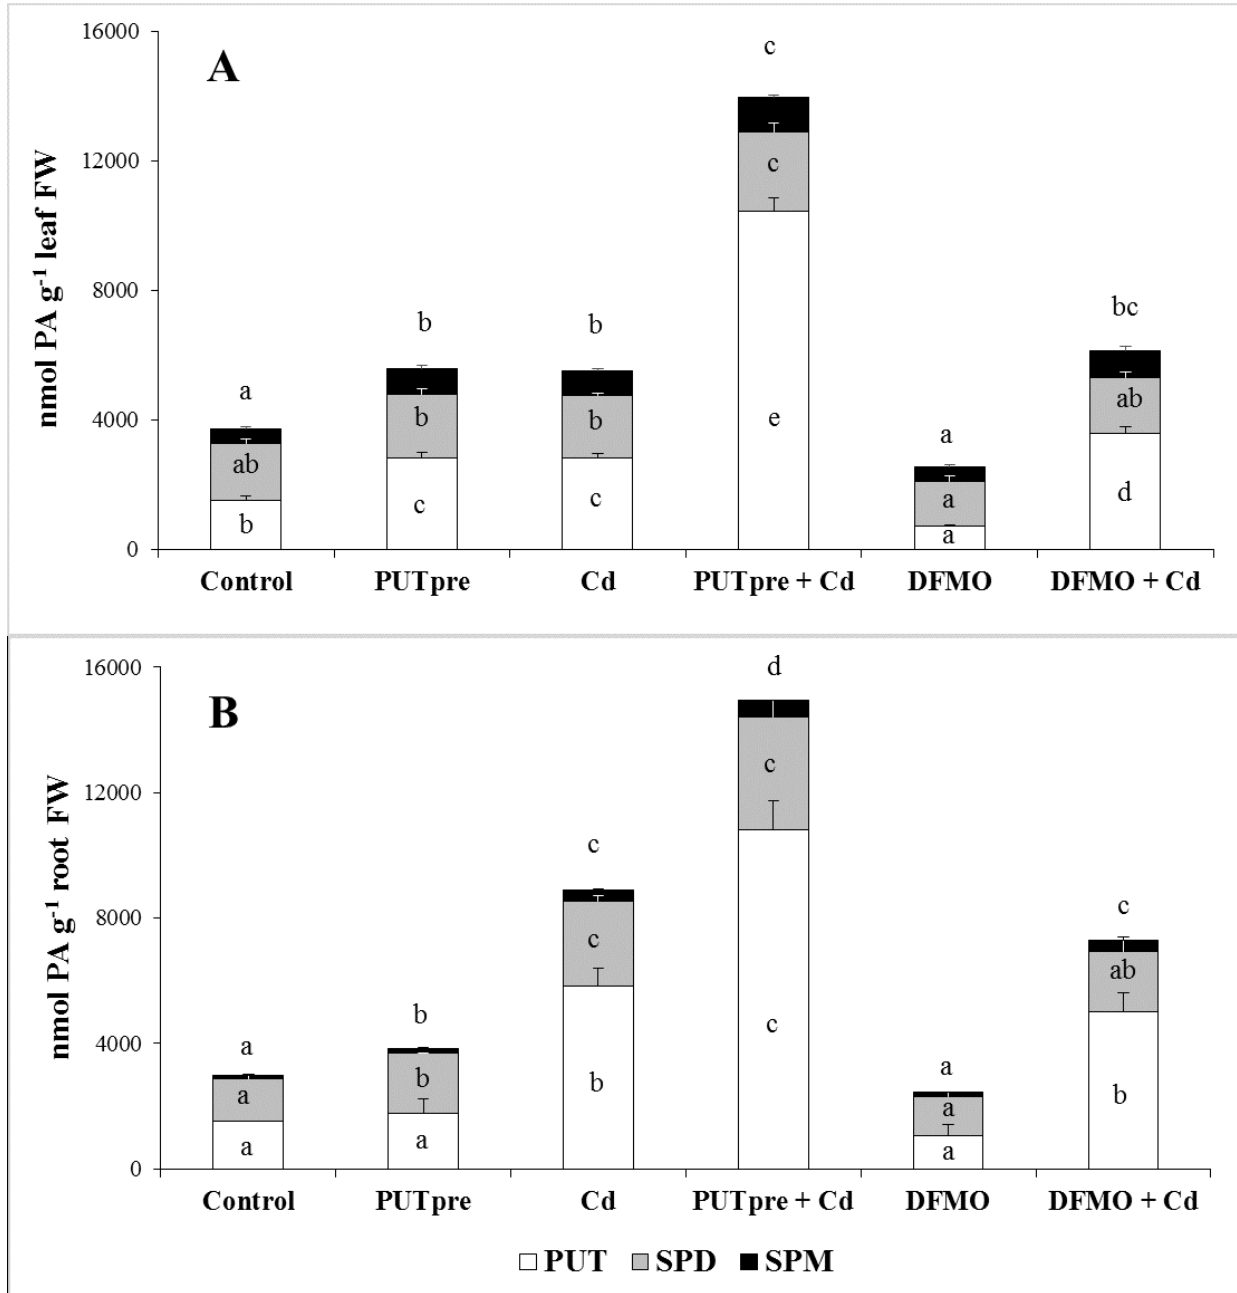 16000
A
c
12000
c
nmol PA g⁻¹ leaf FW
8000
b
b
bc
a
4000
b
b
e
ab
ab
a
a
b
c
c
d
a
0
Control
PUTpre
Cd
PUTpre + Cd
DFMO
DFMO + Cd
16000
d
B
c
12000
nmol PA g⁻¹ root FW
c
8000
c
c
ab
4000
a
b
c
a
a
b
b
a
b
a
a
a
0
Control
PUTpre
Cd
PUTpre + Cd
DFMO
DFMO + Cd
PUT SPD SPM